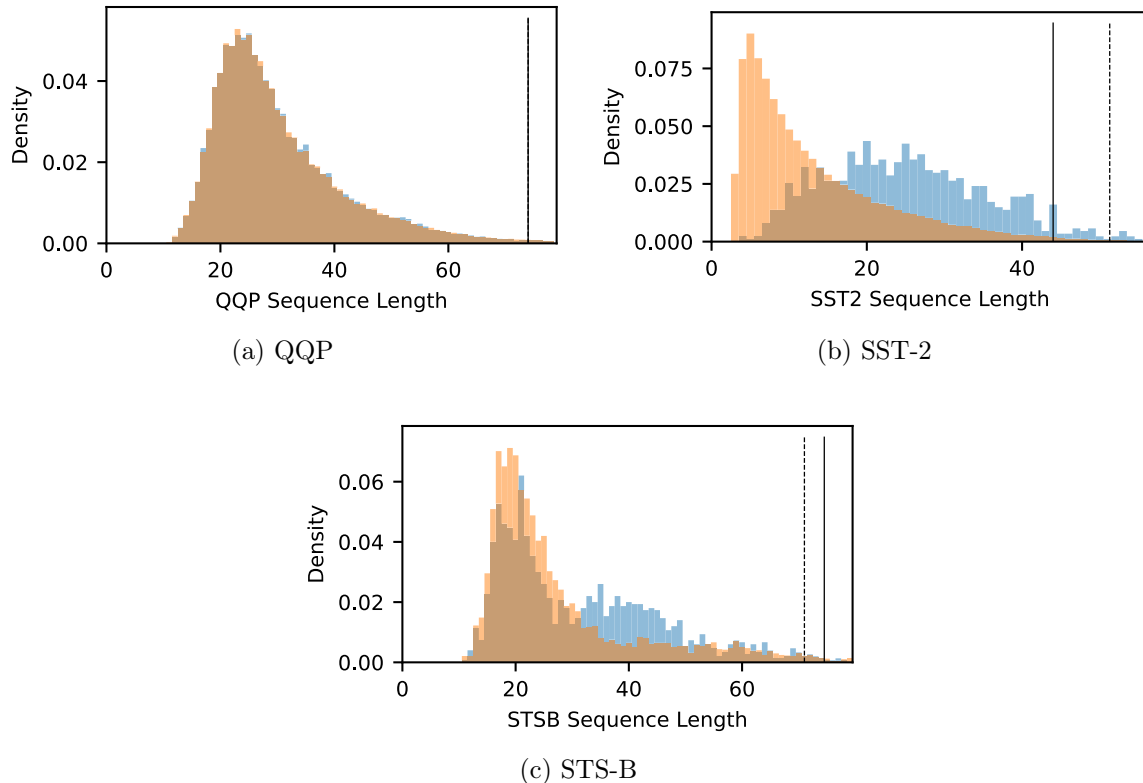 Density
0.04
0.02
0.00
0
20
40
60
QQP Sequence Length
(a) QQP
Density
0.075
0.050
0.025
0.000
0
20
40
SST2 Sequence Length
(b) SST-2
Density
0.06
0.04
0.02
0.00
0
20
40
60
STSB Sequence Length
(c) STS-B